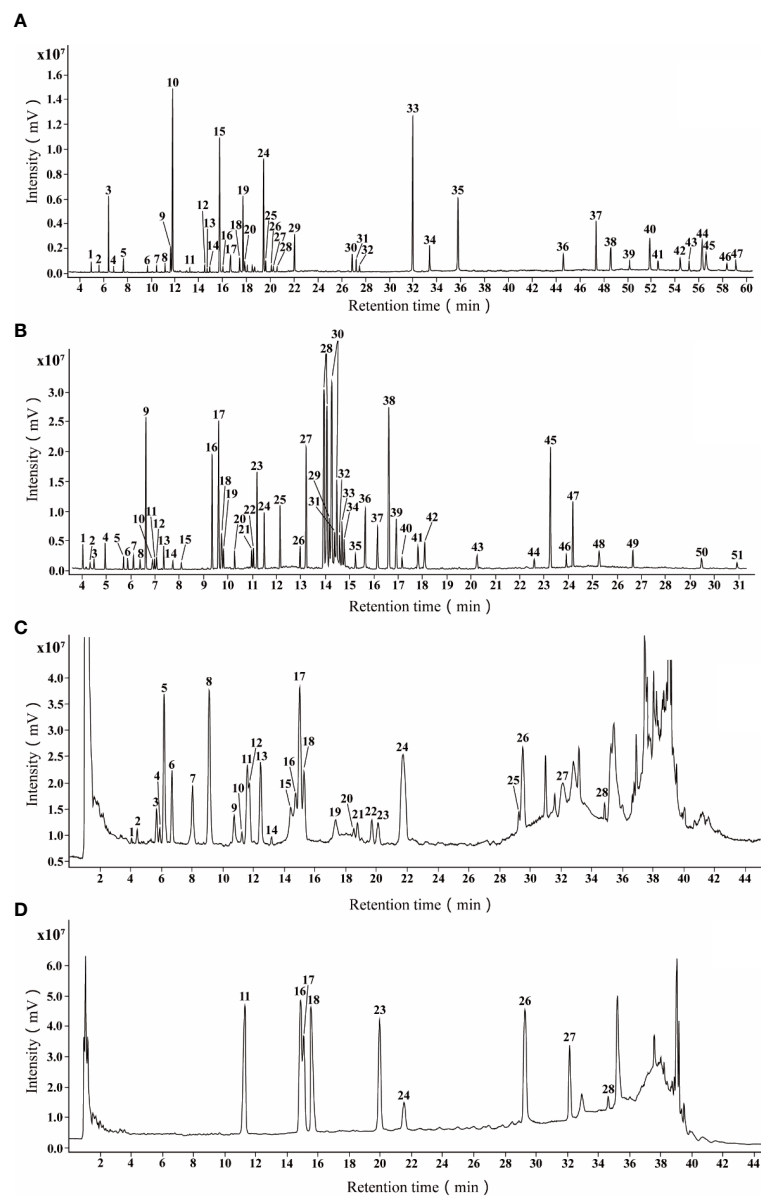 A
x10⁷
Intensity ( mV )
1.6
1.4
1.2
1.0
0.8
0.6
0.4
0.2
0.0
1 2 3 4 5 6 7 8 9 10 11 12 13 14 15 16 17 18 19 20 24 25 26 27 28 29 30 31 32 33 34 35 36 37 38 39 40 41 42 43 44 45 46 47
4 6 8 10 12 14 16 18 20 22 24 26 28 30 32 34 36 38 40 42 44 46 48 50 52 54 56 58 60
Retention time ( min )
B
x10⁷
Intensity ( mV )
3.0
2.5
2.0
1.5
1.0
0.5
0.0
1 2 3 4 5 6 7 8 9 10 11 12 13 14 15 16 17 18 19 20 21 22 23 24 25 26 27 28 29 30 31 32 33 34 35 36 37 38 39 40 41 42 43 44 45 46 47 48 49 50 51
4 5 6 7 8 9 10 11 12 13 14 15 16 17 18 19 20 21 22 23 24 25 26 27 28 29 30 31
Retention time ( min )
C
x10⁷
Intensity ( mV )
4.5
4.0
3.5
3.0
2.5
2.0
1.5
1.0
0.5
1 2 3 4 5 6 7 8 9 10 11 12 13 14 15 16 17 18 19 20 21 22 23 24 25 26 27 28
2 4 6 8 10 12 14 16 18 20 22 24 26 28 30 32 34 36 38 40 42 44
Retention time ( min )
D
x10⁷
Intensity ( mV )
6.0
5.0
4.0
3.0
2.0
1.0
0.0
11 16 17 18 23 24 26 27 28
2 4 6 8 10 12 14 16 18 20 22 24 26 28 30 32 34 36 38 40 42 44
Retention time ( min )